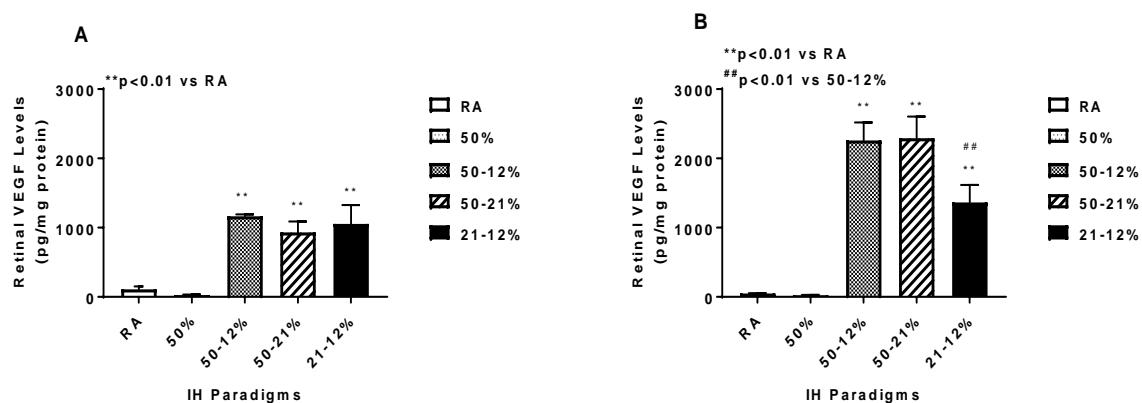 A
**p<0.01 vs RA
Retinal VEGF Levels
(pg/mg protein)
3000
2000
1000
0
RA
50%
50-12%
50-21%
21-12%
IH Paradigms
**
**
**
RA
50%
50-12%
50-21%
21-12%
B
**p<0.01 vs RA
##p<0.01 vs 50-12%
Retinal VEGF Levels
(pg/mg protein)
3000
2000
1000
0
RA
50%
50-12%
50-21%
21-12%
IH Paradigms
**
**
##
**
RA
50%
50-12%
50-21%
21-12%